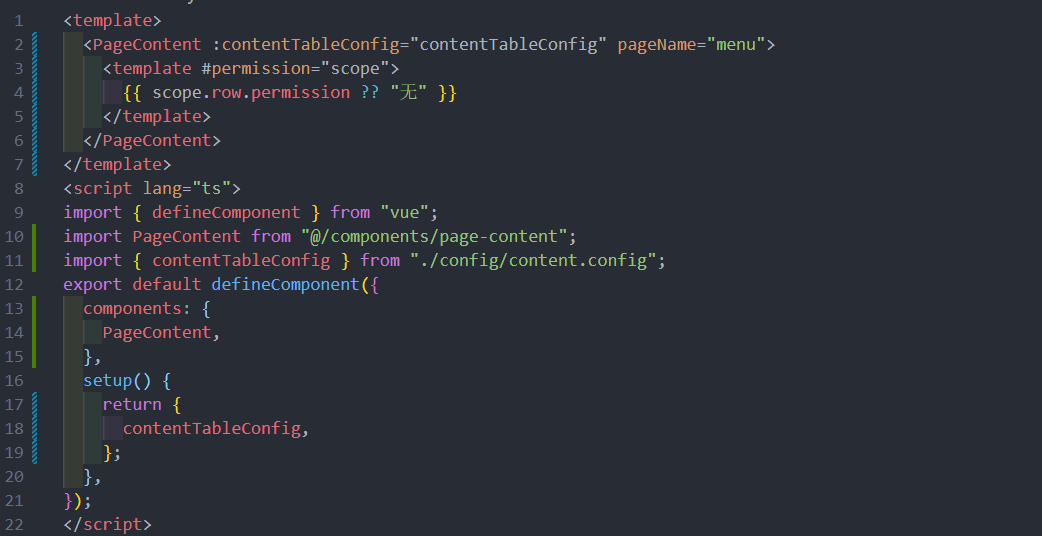 1 <template>
2   <PageContent :contentTableConfig="contentTableConfig" pageName="menu">
3     <template #permission="scope">
4       {{ scope.row.permission ?? "无" }}
5     </template>
6   </PageContent>
7 </template>
8 <script lang="ts">
9 import { defineComponent } from "vue";
10 import PageContent from "@/components/page-content";
11 import { contentTableConfig } from "./config/content.config";
12 export default defineComponent({
13   components: {
14     PageContent,
15   },
16   setup() {
17     return {
18       contentTableConfig,
19     };
20   },
21 });
22 </script>